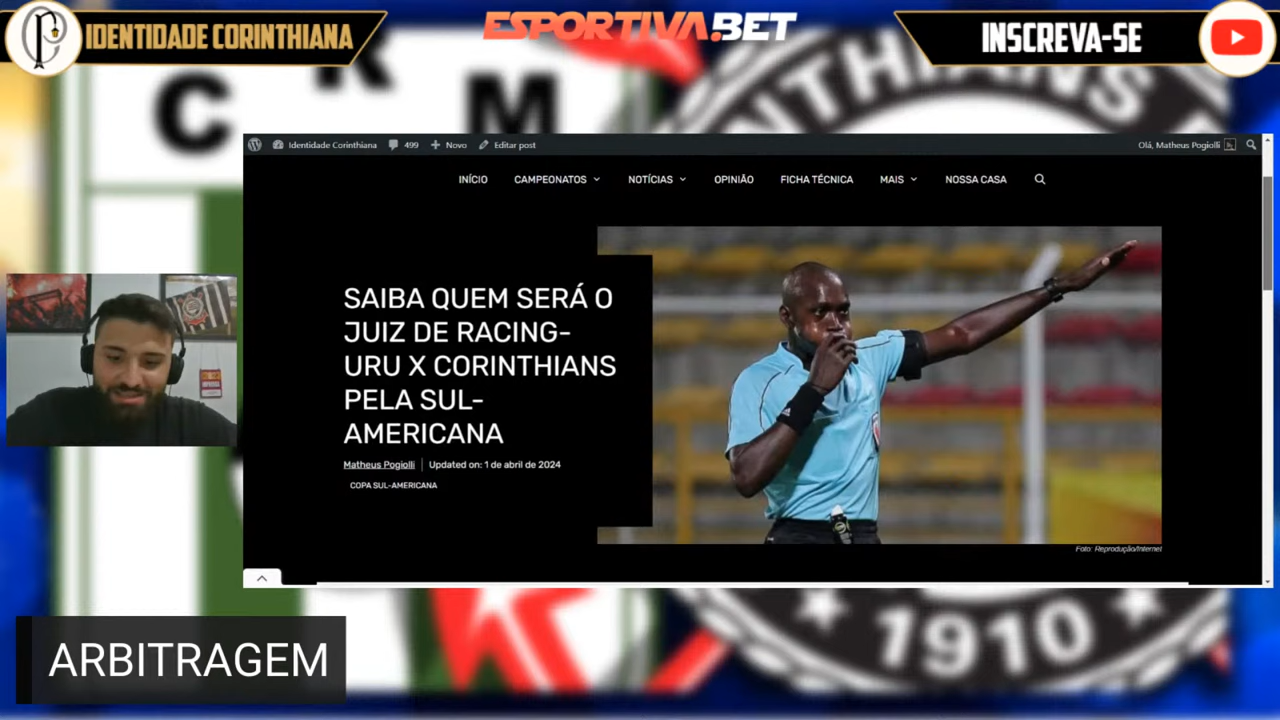 IDENTIDADE CORINTHIANA
ESPORTIVA.BET
INSCREVA-SE
C R M
INTHIANS
Identidade Corinthiana 499 Novo Editar post Olá, Matheus Pogiolli
INÍCIO CAMPEONATOS NOTÍCIAS OPINIÃO FICHA TÉCNICA MAIS NOSSA CASA
SAIBA QUEM SERÁ O
JUIZ DE RACING-
URU X CORINTHIANS
PELA SUL-
AMERICANA
Matheus Pogiolli Updated on: 1 de abril de 2024
COPA SUL-AMERICANA
Foto: Reprodução/Internet
ARBITRAGEM
1910